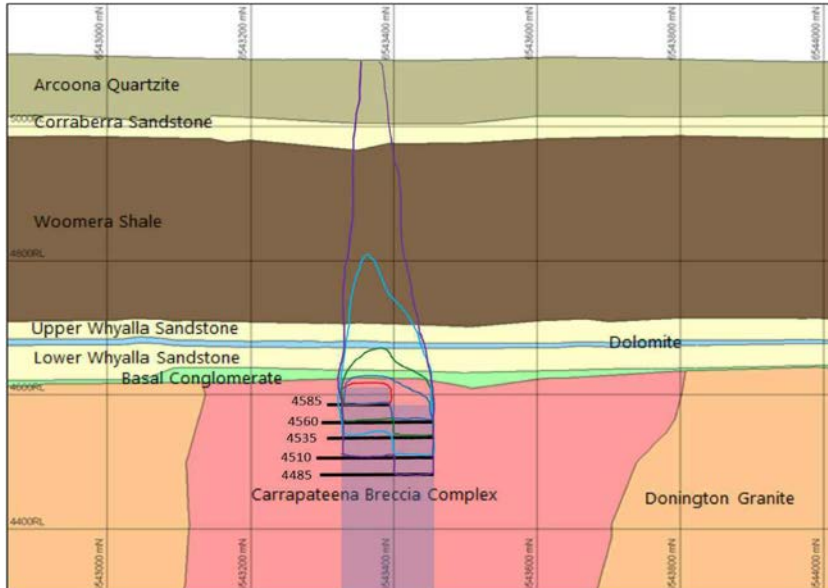 6543000 mN
6543200 mN
6543400 mN
6543600 mN
6543800 mN
6544000 mN
Arcoona Quartzite
5000RL
Corraberra Sandstone
Woomera Shale
4800RL
Upper Whyalla Sandstone
Dolomite
Lower Whyalla Sandstone
Basal Conglomerate
4600RL
4585
4560
4535
4510
4485
Carrapateena Breccia Complex
Donington Granite
4400RL
6543000 mN
6543200 mN
6543400 mN
6543600 mN
6543800 mN
6544000 mN